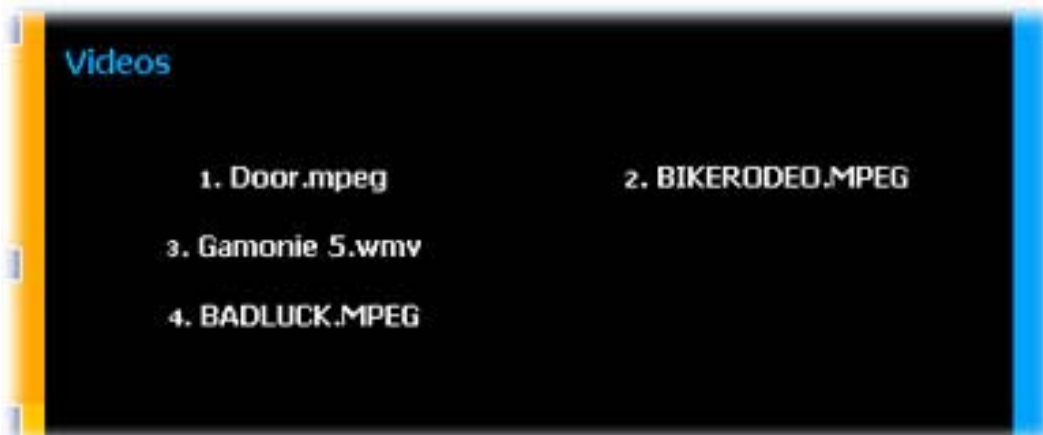 Videos
1. Door.mpeg
2. BIKERODEO.MPEG
3. Gamonie 5.wmv
4. BADLUCK.MPEG